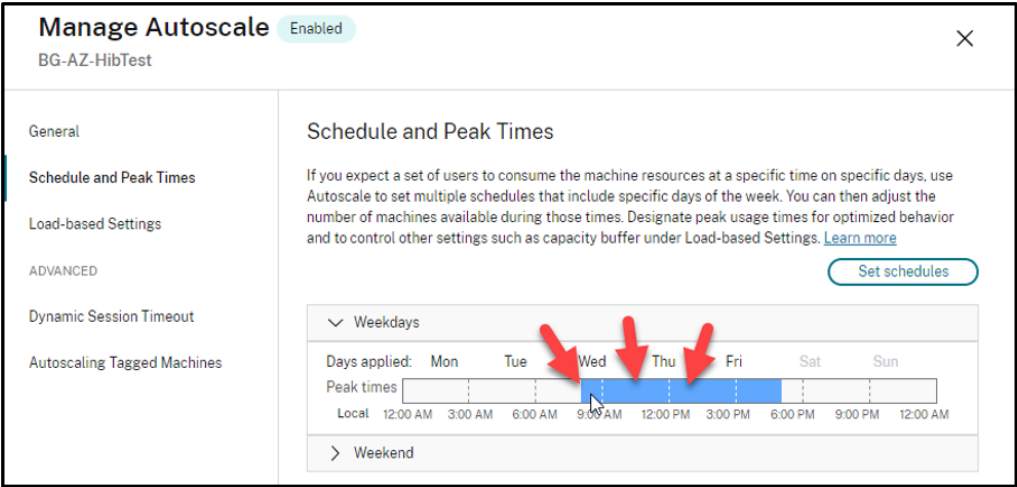 Manage Autoscale Enabled
BG-AZ-HibTest
General
Schedule and Peak Times
Load-based Settings
ADVANCED
Dynamic Session Timeout
Autoscaling Tagged Machines
Schedule and Peak Times
If you expect a set of users to consume the machine resources at a specific time on specific days, use
Autoscale to set multiple schedules that include specific days of the week. You can then adjust the
number of machines available during those times. Designate peak usage times for optimized behavior
and to control other settings such as capacity buffer under Load-based Settings. Learn more
Set schedules
Weekdays
Days applied: Mon Tue Wed Thu Fri Sat Sun
Peak times
Local 12:00 AM 3:00 AM 6:00 AM 9:00 AM 12:00 PM 3:00 PM 6:00 PM 9:00 PM 12:00 AM
Weekend